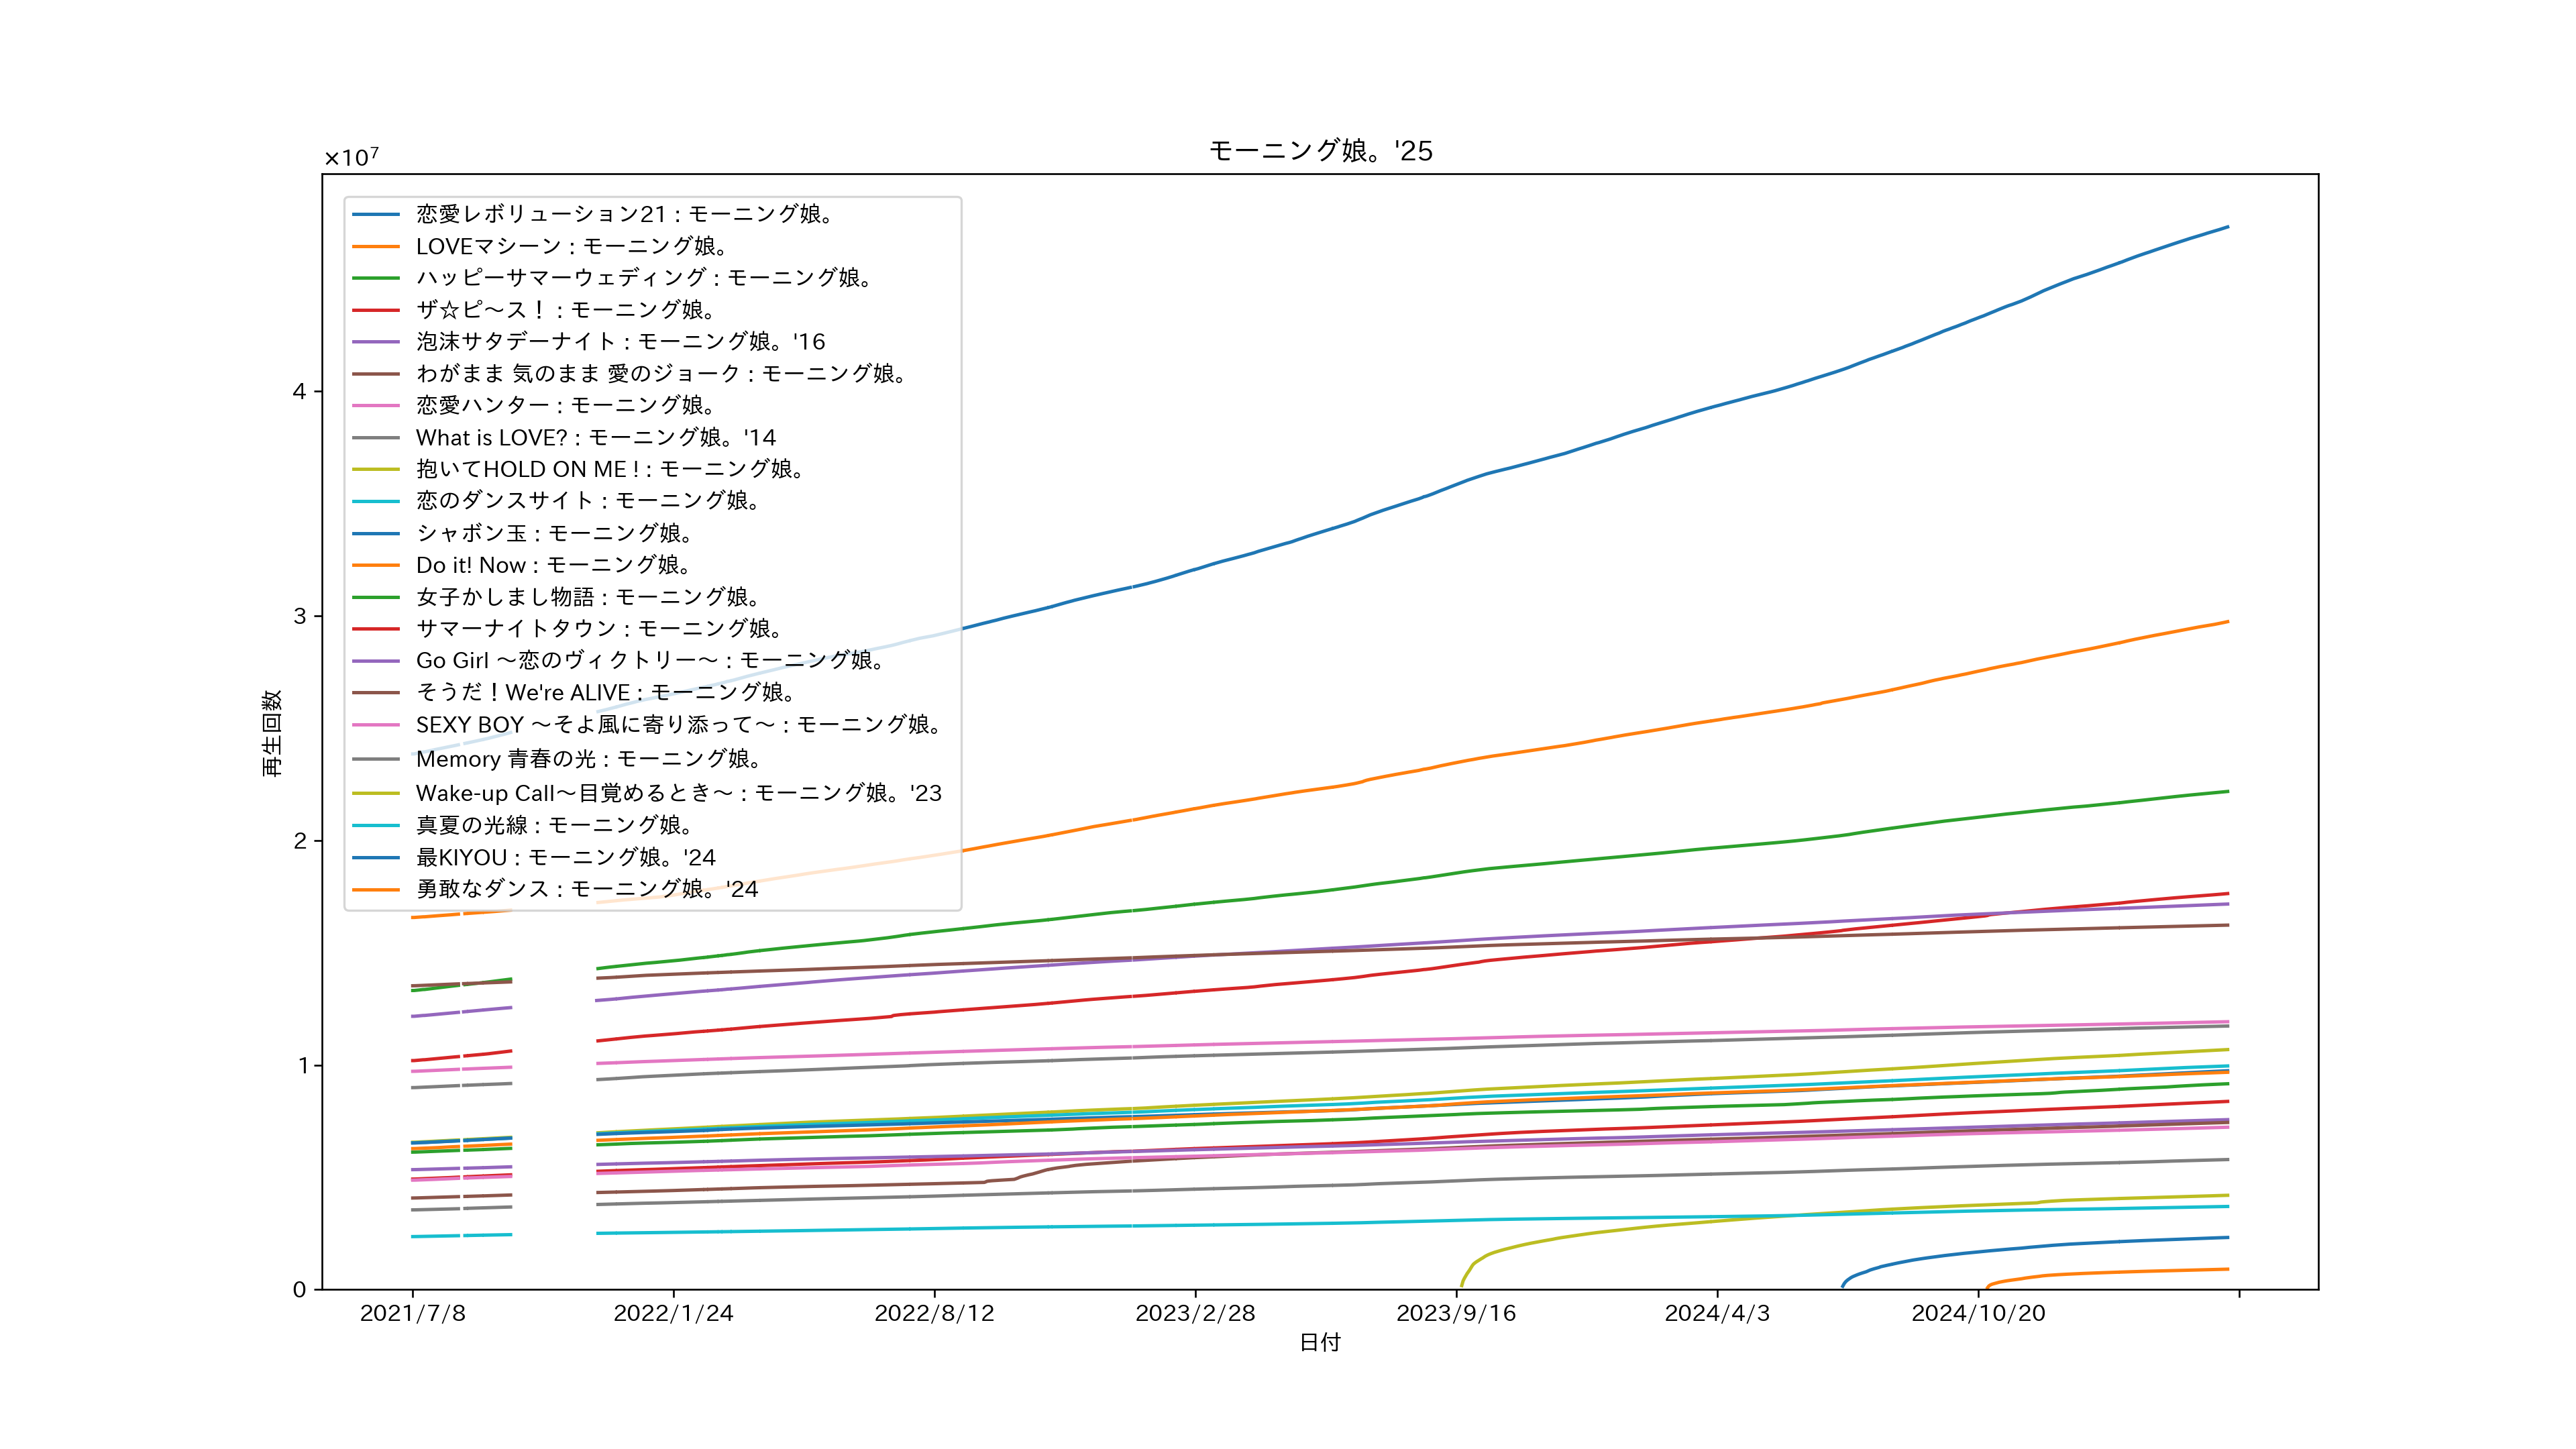 モーニング娘。'25
×10⁷
恋愛レボリューション21 : モーニング娘。
LOVEマシーン : モーニング娘。
ハッピーサマーウェディング : モーニング娘。
ザ☆ピ〜ス! : モーニング娘。
泡沫サタデーナイト : モーニング娘。'16
わがまま 気のまま 愛のジョーク : モーニング娘。
恋愛ハンター : モーニング娘。
What is LOVE? : モーニング娘。'14
抱いてHOLD ON ME ! : モーニング娘。
恋のダンスサイト : モーニング娘。
シャボン玉 : モーニング娘。
Do it! Now : モーニング娘。
女子かしまし物語 : モーニング娘。
サマーナイトタウン : モーニング娘。
Go Girl 〜恋のヴィクトリー〜 : モーニング娘。
そうだ!We're ALIVE : モーニング娘。
SEXY BOY 〜そよ風に寄り添って〜 : モーニング娘。
Memory 青春の光 : モーニング娘。
Wake-up Call〜目覚めるとき〜 : モーニング娘。'23
真夏の光線 : モーニング娘。
最KIYOU : モーニング娘。'24
勇敢なダンス : モーニング娘。'24
4
3
2
1
0
再生回数
2021/7/8 2022/1/24 2022/8/12 2023/2/28 2023/9/16 2024/4/3 2024/10/20
日付